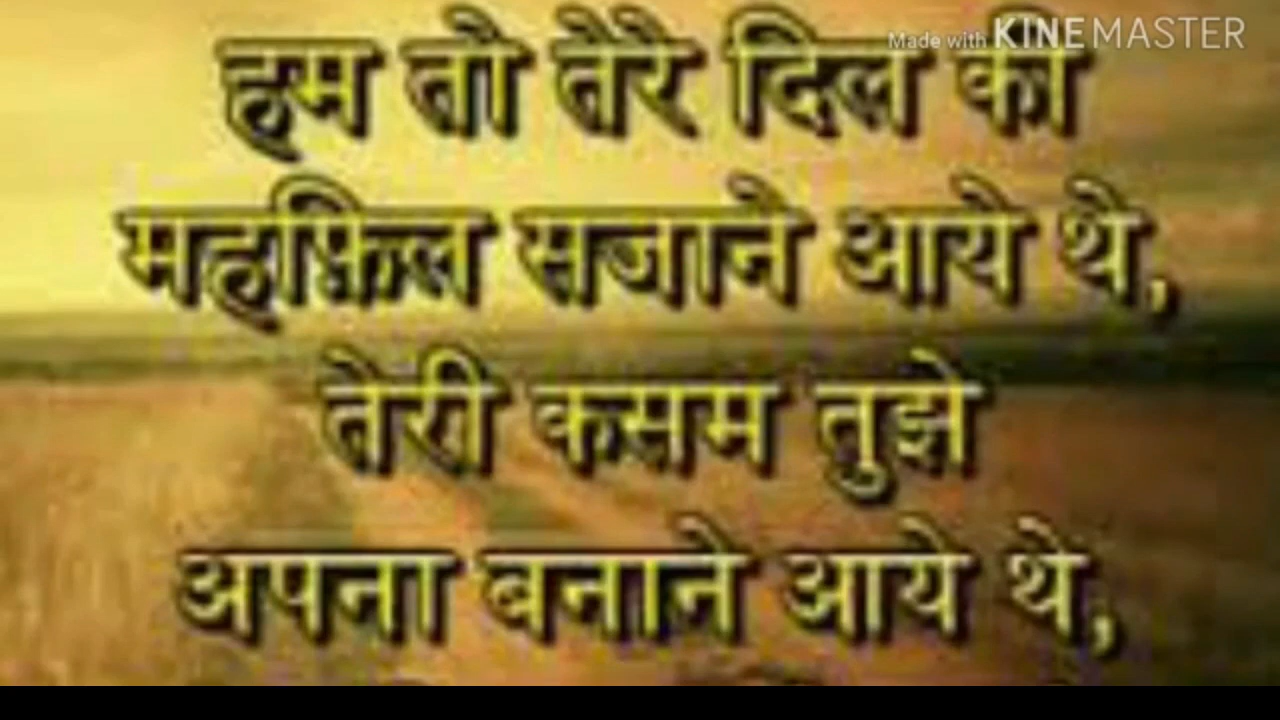 Made with KINEMASTER
हम तो तेरे दिल की
महफ़िल सजाने आये थे,
तेरी कसम तुझे
अपना बनाने आये थे,